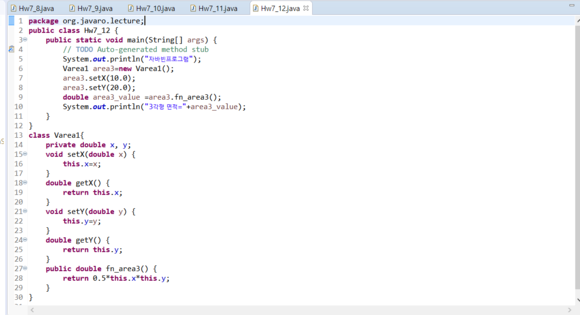 Hw7_8.java Hw7_9.java Hw7_10.java Hw7_11.java Hw7_12.java
1 package org.javaro.lecture;
2 public class Hw7_12 {
3 public static void main(String[] args) {
4 // TODO Auto-generated method stub
5 System.out.println("자바빈프로그램");
6 Varea1 area3=new Varea1();
7 area3.setX(10.0);
8 area3.setY(20.0);
9 double area3_value =area3.fn_area3();
10 System.out.println("3각형 면적="+area3_value);
11 }
12 }
13 class Varea1{
14 private double x, y;
15 void setX(double x) {
16 this.x=x;
17 }
18 double getX() {
19 return this.x;
20 }
21 void setY(double y) {
22 this.y=y;
23 }
24 double getY() {
25 return this.y;
26 }
27 public double fn_area3() {
28 return 0.5*this.x*this.y;
29 }
30 }